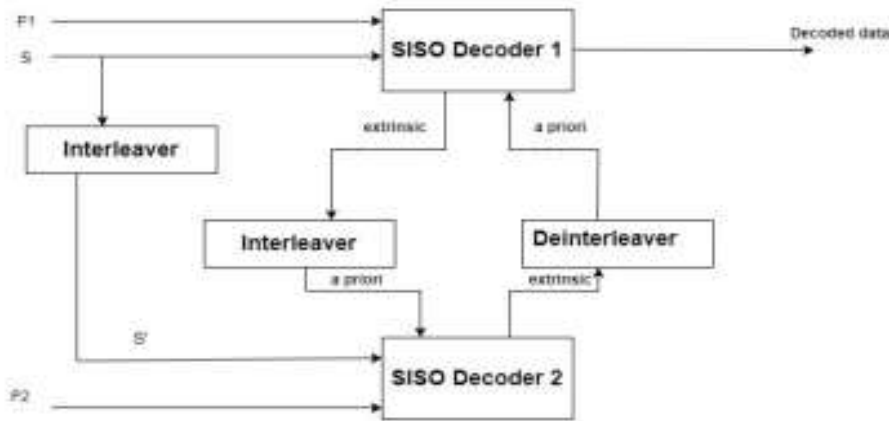 P1
SISO Decoder 1
Decoded data
S
extrinsic
a priori
Interleaver
Interleaver
Deinterleaver
a priori
extrinsic
S'
SISO Decoder 2
P2